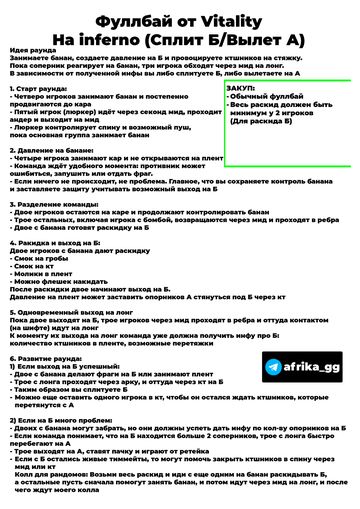 Фуллбай от Vitality
На inferno (Сплит Б/Вылет А)
Идея раунда
Занимаете банан, создаете давление на Б и провоцируете ктшников на стяжку.
Пока соперник реагирует на банан, три игрока обходят через мид на лонг.
В зависимости от полученной инфы вы либо сплитуете Б, либо вылетаете на А
1. Старт раунда:
- Четверо игроков занимают банан и постепенно
продвигаются до кара
- Пятый игрок (люркер) идёт через секонд мид, проходит
андер и выходит на мид
- Люркер контролирует спину и возможный пуш,
пока основная группа занимает банан
ЗАКУП:
- Обычный фуллбай
- Весь раскид должен быть
минимум у 2 игроков
(Для раскида Б)
2. Давление на банане:
- Четыре игрока занимают кар и не открываются на плент
- Команда ждёт удобного момента: противник может
ошибиться, запушить или отдать фраг.
- Если ничего не происходит, не проблема. Главное, что вы сохраняете контроль банана
и заставляете защиту учитывать возможный выход на Б
3. Разделение команды:
- Двое игроков остаются на каре и продолжают контролировать банан
- Трое остальных, включая игрока с бомбой, возвращаются через мид и проходят в ребра
- Двое с банана готовят раскидку на Б
4. Ракидка и выход на Б:
Двое игроков с банана дают раскидку
- Смок на гробы
- Смок на кт
- Молики в плент
- Можно флешек накидать
После раскидки двое начинают выход на Б.
Давление на плент может заставить опорников А стянуться под Б через кт
5. Одновременный выход на лонг
Пока двое выходят на Б, трое игроков через мид проходят в ребра и оттуда контактом
(на шифте) идут на лонг
К моменту их выхода на лонг команда уже должна получить инфу про Б:
количество ктшников в пленте, возможные перетяжки
afrika_gg
6. Развитие раунда:
1) Если выход на Б успешный:
- Двое с банана делают фраги на Б или занимают плент
- Трое с лонга проходят через арку, и оттуда через кт на Б
- Таким образом вы сплитуете Б
- Можно еще оставить одного игрока в кт, чтобы он остался ждать ктшников, которые
перетянутся с А
2) Если на Б много проблем:
- Двоих с банана могут забрать, но они должны успеть дать инфу по кол-ву опорников на Б
- Если команда понимает, что на Б находится больше 2 соперников, трое с лонга быстро
перебегают на А
- Трое выходят на А, ставят пачку и играют от ретейка
- Если с Б остались живые тиммейты, то могут помочь закрыть ктшников в спину через
мид или кт
Колл для рандомов: Возьми весь раскид и иди с еще одним на банан раскидывать Б,
а остальные пусть сначала помогут занять банан, и потом идут через мид на лонг, и после
чего ждут моего колла